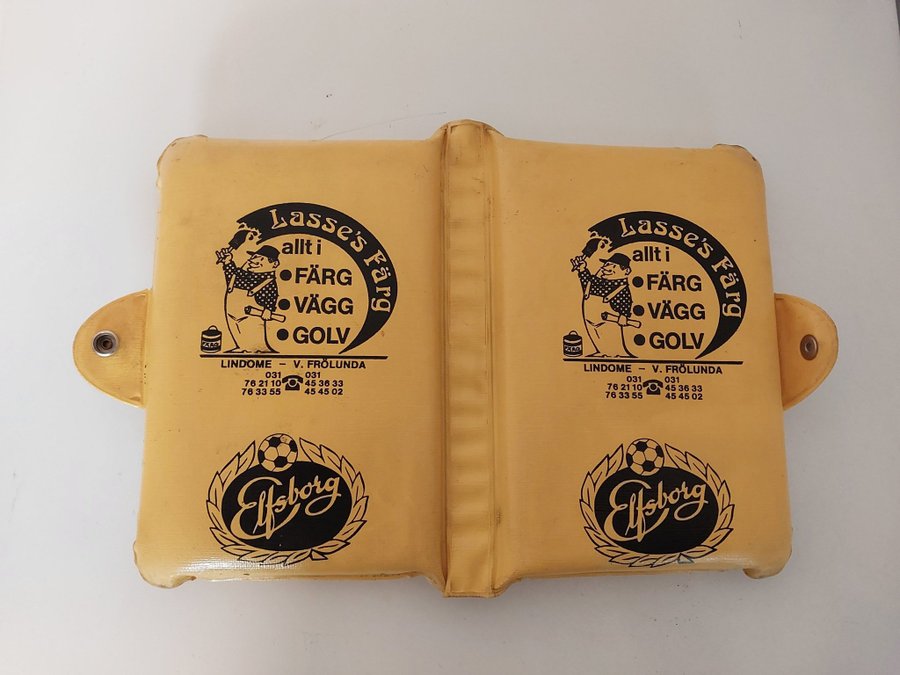 Lasse's Färg
allt i
• FÄRG
• VÄGG
• GOLV
FÄRG
LINDOME – V. FRÖLUNDA
031 031
76 21 10 45 36 33
76 33 55 45 45 02
Elfsborg
Lasse's Färg
allt i
• FÄRG
• VÄGG
• GOLV
FÄRG
LINDOME – V. FRÖLUNDA
031 031
76 21 10 45 36 33
76 33 55 45 45 02
Elfsborg